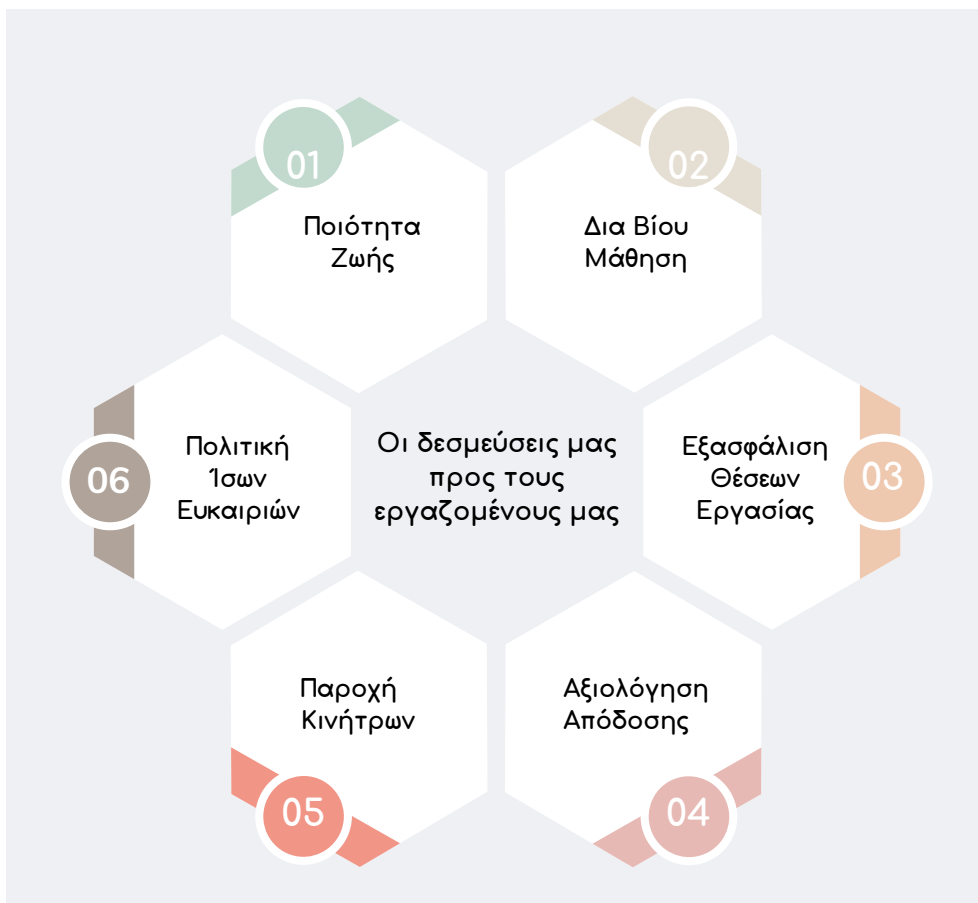 01
Ποιότητα
Ζωής
02
Δια Βίου
Μάθηση
03
Εξασφάλιση
Θέσεων
Εργασίας
04
Αξιολόγηση
Απόδοσης
05
Παροχή
Κινήτρων
06
Πολιτική
Ίσων
Ευκαιριών
Οι δεσμεύσεις μας
προς τους
εργαζομένους μας